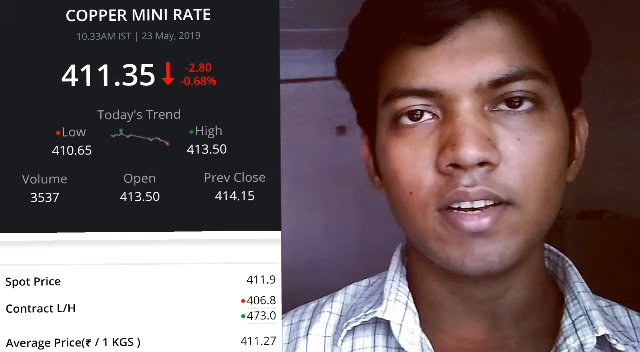 COPPER MINI RATE
10.33AM IST | 23 May, 2019
411.35 -2.80
-0.68%
Today's Trend
Low High
410.65 413.50
Volume Open Prev Close
3537 413.50 414.15
Spot Price 411.9
Contract L/H 406.8
473.0
Average Price(₹ / 1 KGS ) 411.27